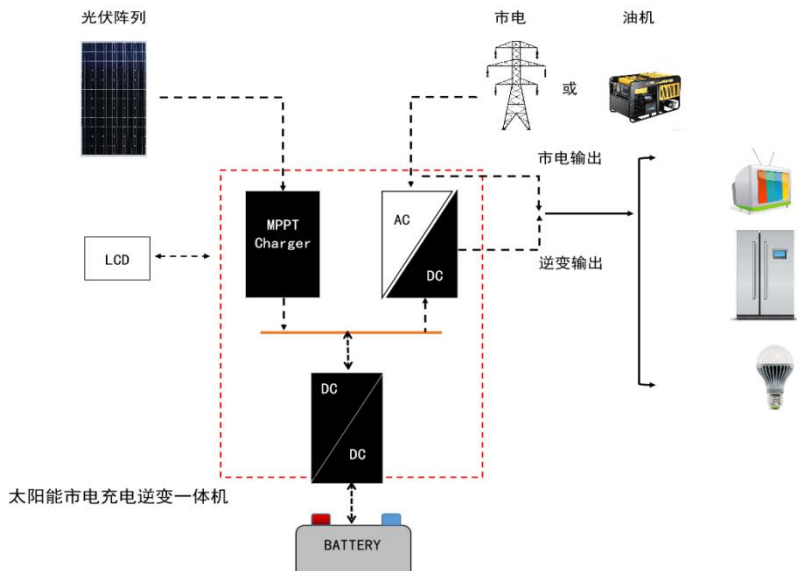 光伏阵列
市电
油机
或
市电输出
MPPT
Charger
AC
DC
LCD
逆变输出
DC
DC
太阳能市电充电逆变一体机
BATTERY